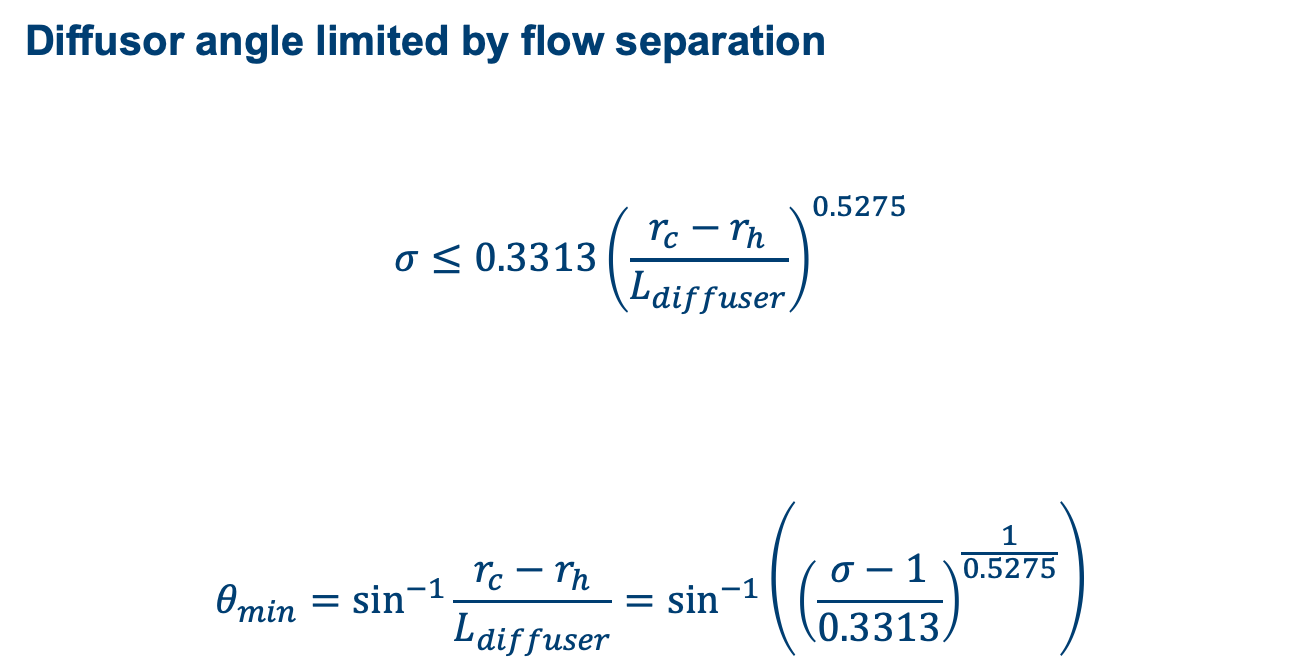 Diffusor angle limited by flow separation
σ ≤ 0.3313 ( (r_c − r_h) / L_diffuser )^0.5275
θ_min = sin⁻¹ (r_c − r_h) / L_diffuser = sin⁻¹ ( ( (σ − 1) / 0.3313 )^(1 / 0.5275) )